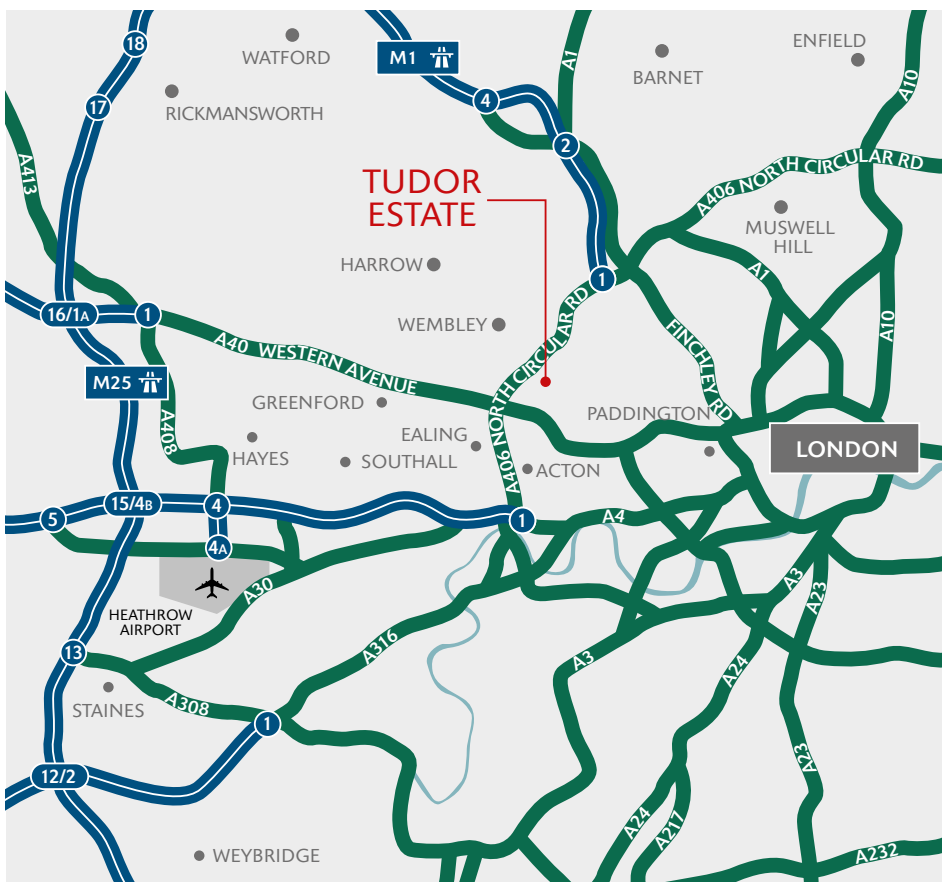 18
WATFORD
M1
A1
BARNET
ENFIELD
A10
17
RICKMANSWORTH
4
2
A413
TUDOR
ESTATE
A406 NORTH CIRCULAR RD
MUSWELL
HILL
HARROW
1
A1
16/1A
1
WEMBLEY
A406 NORTH CIRCULAR RD
FINCHLEY RD
A10
A40 WESTERN AVENUE
M25
GREENFORD
PADDINGTON
A408
HAYES
SOUTHALL
EALING
ACTON
LONDON
5
15/4B
4
1
A4
4A
HEATHROW
AIRPORT
A30
A3
A23
13
A316
A3
A24
STAINES
A308
1
12/2
A23
A24
A217
WEYBRIDGE
A232